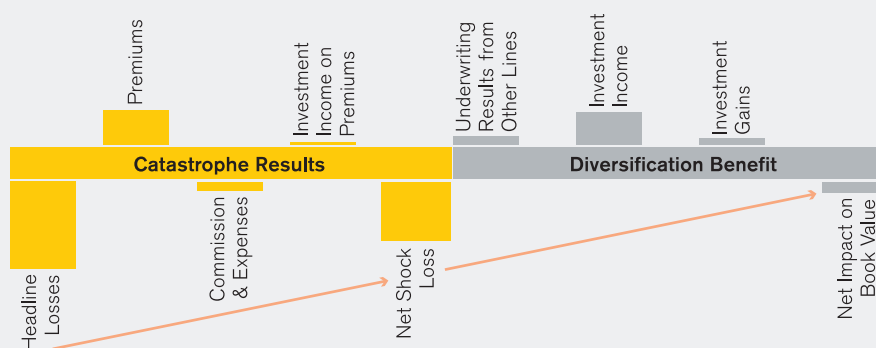 Premiums
Investment
Income on
Premiums
Underwriting
Results from
Other Lines
Investment
Income
Investment
Gains
Catastrophe Results
Diversification Benefit
Headline
Losses
Commission
& Expenses
Net Shock
Loss
Net Impact on
Book Value